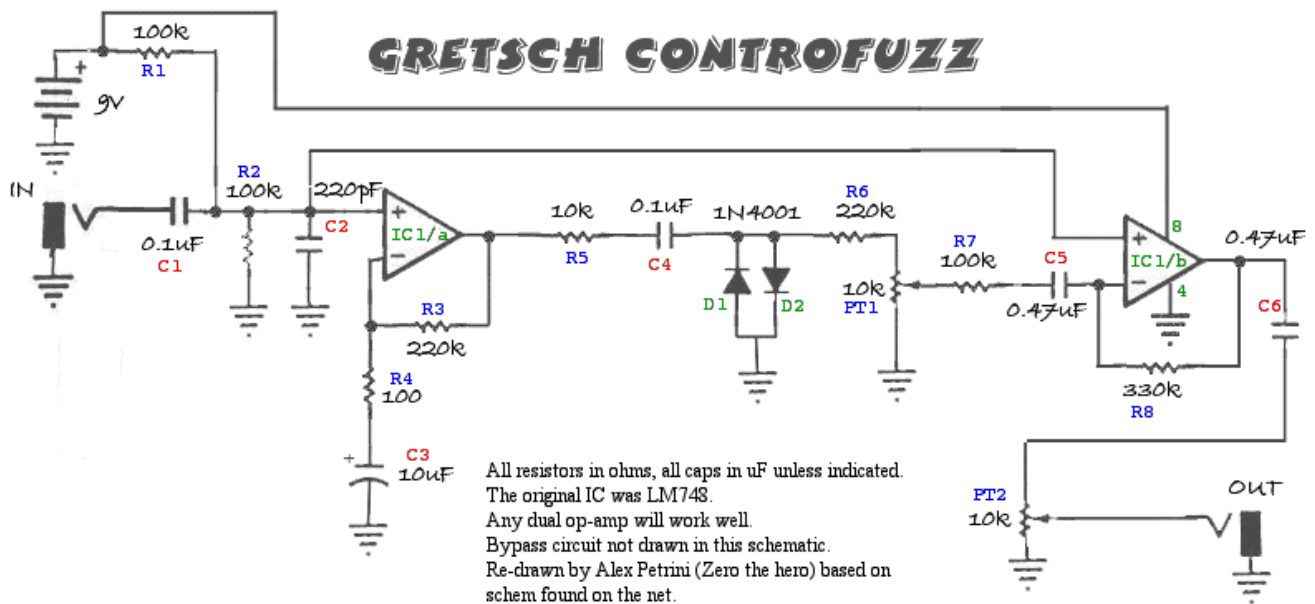 GRETSCH CONTROFUZZ
100k
R1
+
9V
IN
R2
100k
220pF
C2
0.1uF
C1
+
IC1/a
−
R3
220k
R4
100
+
C3
10uF
10k
R5
0.1uF
C4
1N4001
D1
D2
R6
220k
10k
PT1
R7
100k
C5
0.47uF
+
IC1/b
−
8
4
0.47uF
C6
330k
R8
PT2
10k
OUT
All resistors in ohms, all caps in uF unless indicated.
The original IC was LM748.
Any dual op-amp will work well.
Bypass circuit not drawn in this schematic.
Re-drawn by Alex Petrini (Zero the hero) based on
schem found on the net.